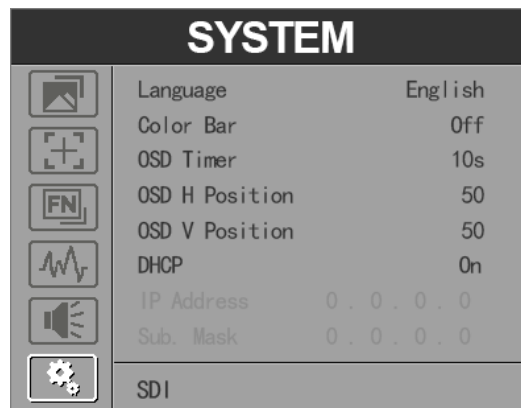 SYSTEM
Language English
Color Bar Off
OSD Timer 10s
OSD H Position 50
OSD V Position 50
FN
DHCP On
IP Address 0 . 0 . 0 . 0
Sub. Mask 0 . 0 . 0 . 0
SDI